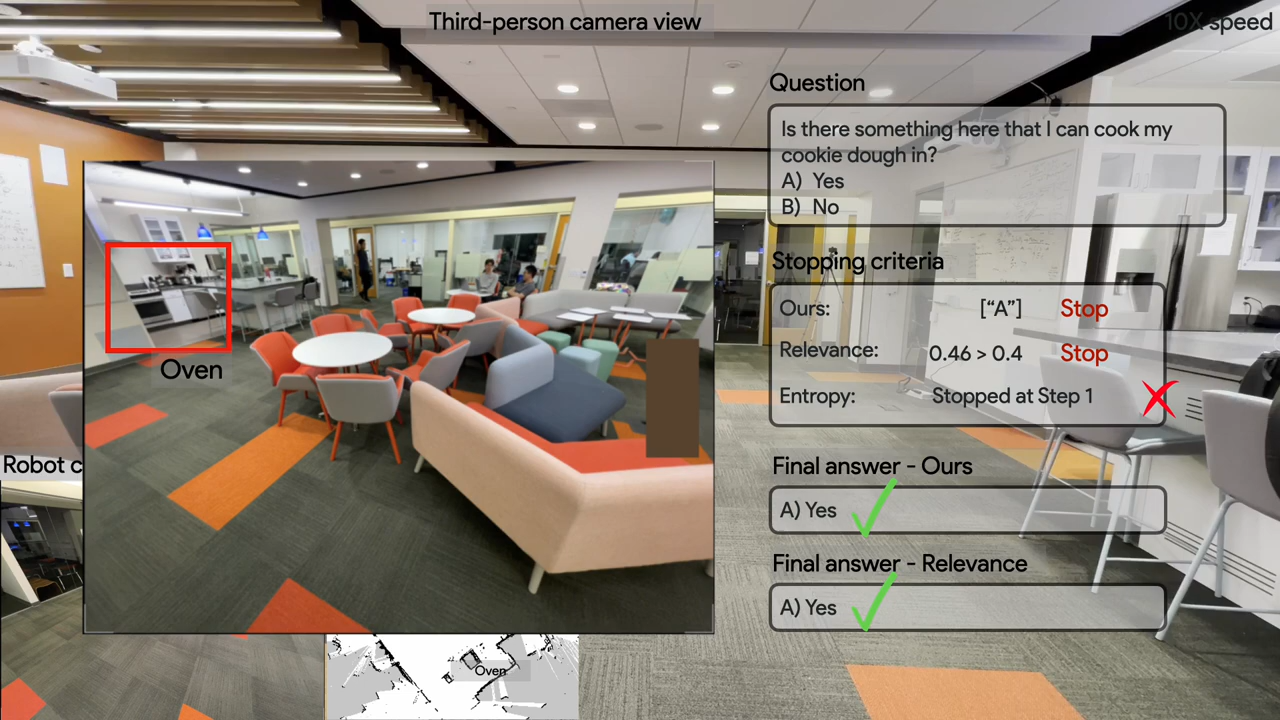 Third-person camera view
10X speed
Question
Is there something here that I can cook my
cookie dough in?
A) Yes
B) No
Stopping criteria
Ours: ["A"] Stop
Relevance: 0.46 > 0.4 Stop
Entropy: Stopped at Step 1
Oven
Final answer - Ours
A) Yes
Final answer - Relevance
A) Yes
Robot c
Oven